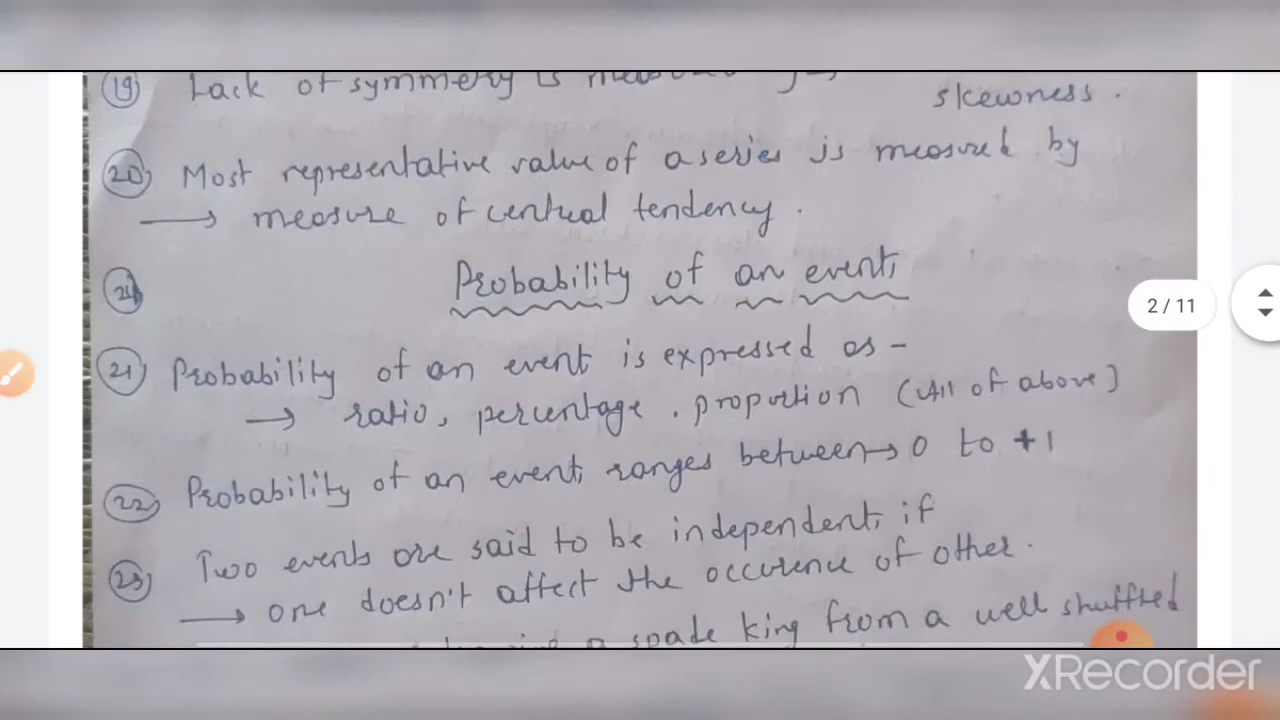 19 Lack of symmetry is
skewness.
20 Most representative value of a series is measured by
→ measure of central tendency.
21 Probability of an event
21 Probability of an event is expressed as -
→ ratio, percentage, proportion (All of above)
22 Probability of an event ranges between → 0 to +1
23 Two events are said to be independent if
→ one doesn't affect the occurence of other.
a spade king from a well shuffled
2 / 11
XRecorder